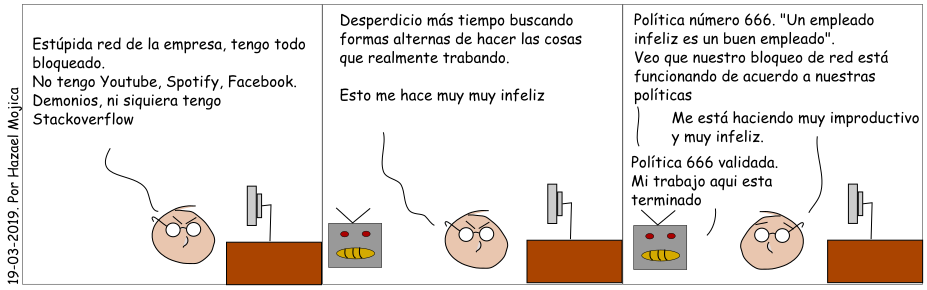 Estúpida red de la empresa, tengo todo
bloqueado.
No tengo Youtube, Spotify, Facebook.
Demonios, ni siquiera tengo
Stackoverflow
Desperdicio más tiempo buscando
formas alternas de hacer las cosas
que realmente trabando.
Esto me hace muy muy infeliz
Política número 666. "Un empleado
infeliz es un buen empleado".
Veo que nuestro bloqueo de red está
funcionando de acuerdo a nuestras
políticas
Me está haciendo muy improductivo
y muy infeliz.
Política 666 validada.
Mi trabajo aqui esta
terminado
19-03-2019. Por Hazael Mojica